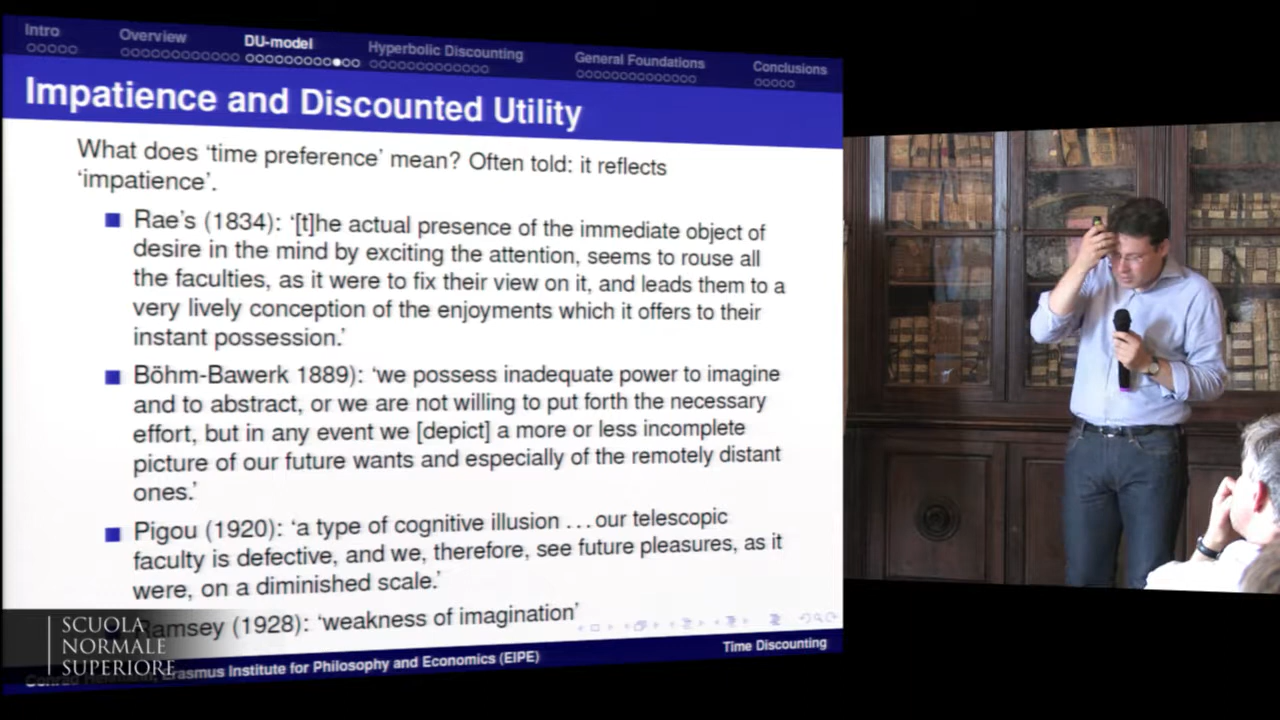 Intro
Overview
DU-model
Hyperbolic Discounting
General Foundations
Conclusions
Impatience and Discounted Utility
What does ‘time preference’ mean? Often told: it reflects
‘impatience’.
Rae’s (1834): ‘[t]he actual presence of the immediate object of
desire in the mind by exciting the attention, seems to rouse all
the faculties, as it were to fix their view on it, and leads them to a
very lively conception of the enjoyments which it offers to their
instant possession.’
Böhm-Bawerk 1889): ‘we possess inadequate power to imagine
and to abstract, or we are not willing to put forth the necessary
effort, but in any event we [depict] a more or less incomplete
picture of our future wants and especially of the remotely distant
ones.’
Pigou (1920): ‘a type of cognitive illusion . . . our telescopic
faculty is defective, and we, therefore, see future pleasures, as it
were, on a diminished scale.’
Ramsey (1928): ‘weakness of imagination’
SCUOLA
NORMALE
SUPERIORE
Erasmus Institute for Philosophy and Economics (EIPE)
Time Discounting